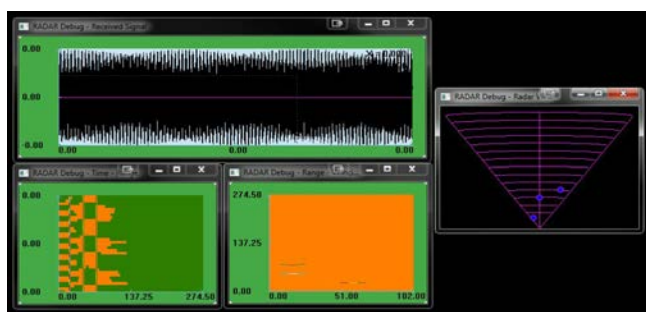 RADAR Debug - Received Signal
0.00
0.00
-0.00
0.00 0.00 0.00
RADAR Debug - Radar
RADAR Debug - Time -
0.00
0.00
0.00
0.00 137.25 274.50
RADAR Debug - Range
274.50
137.25
0.00
0.00 51.00 102.00